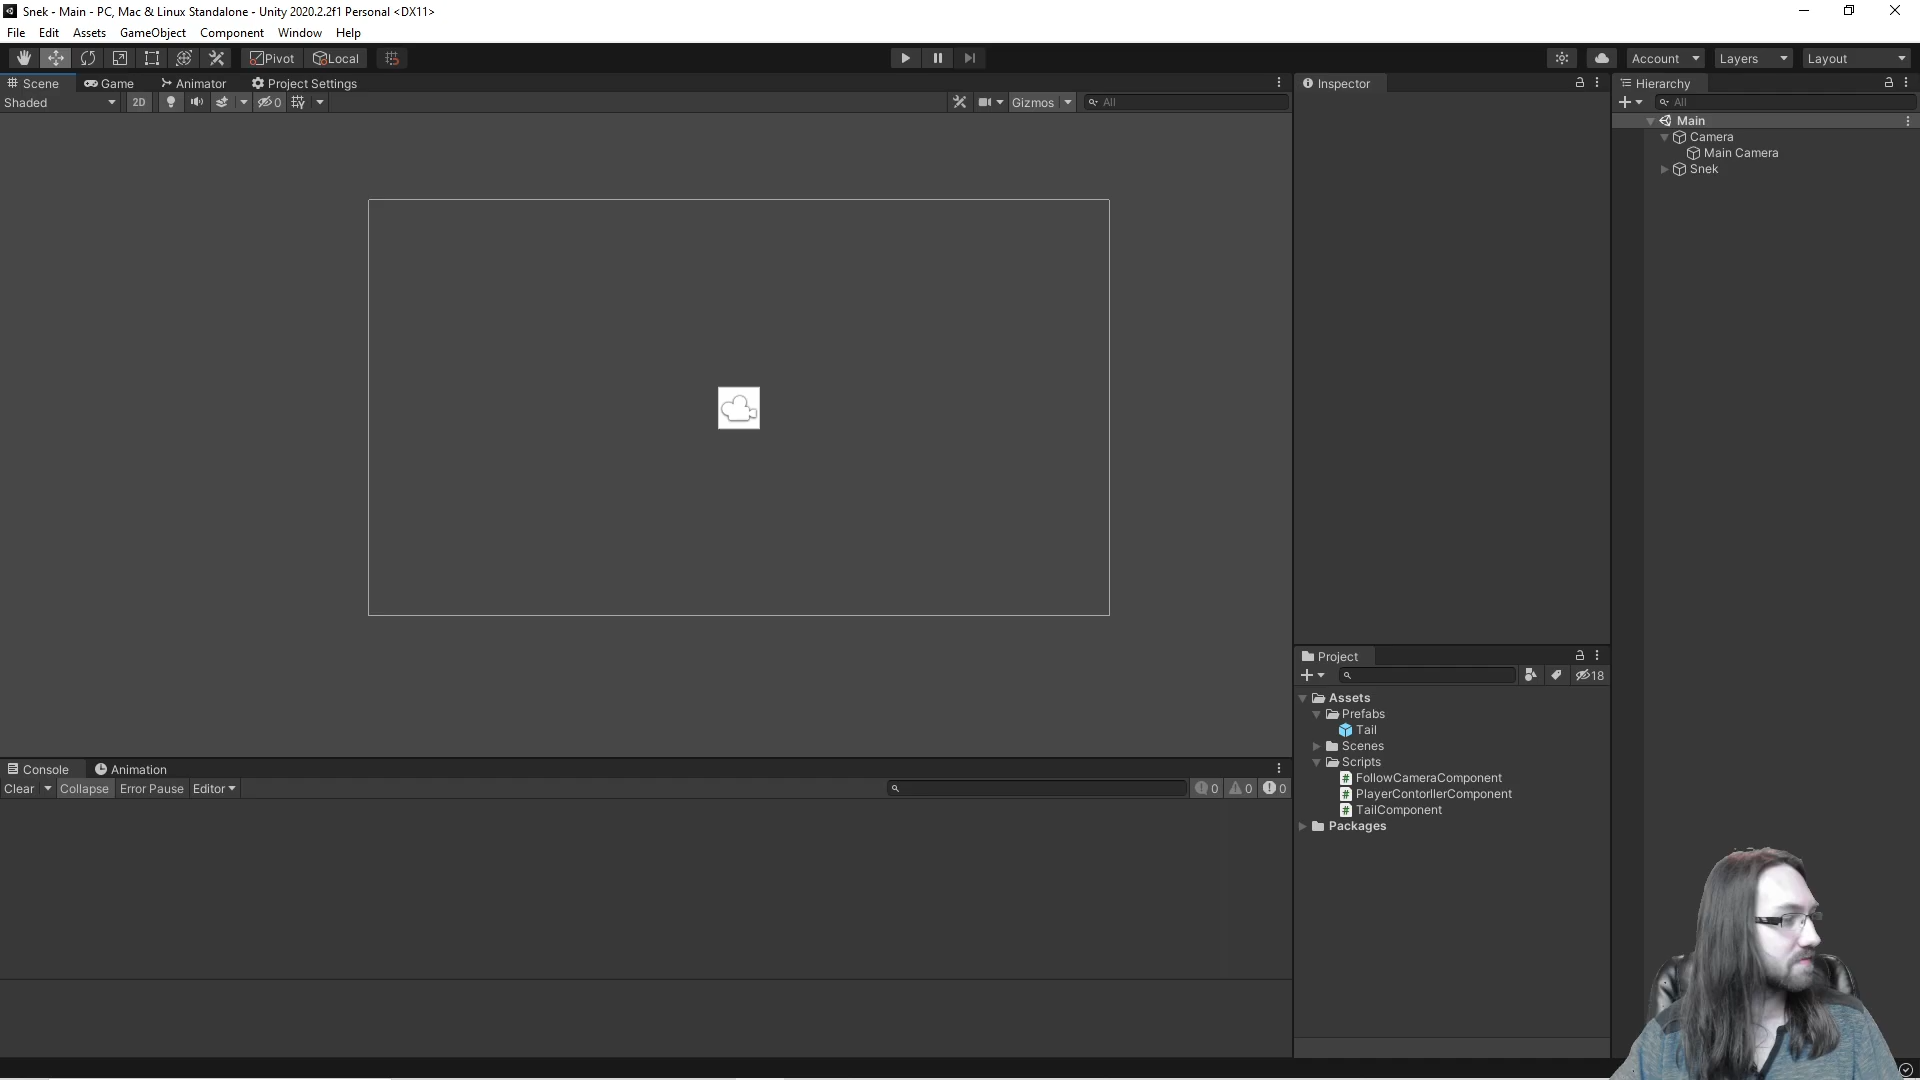 Snek - Main - PC, Mac & Linux Standalone - Unity 2020.2.2f1 Personal <DX11>
File Edit Assets GameObject Component Window Help
Pivot Local Account Layers Layout
Scene Game Animator Project Settings Inspector Hierarchy
Shaded 2D 0 Gizmos All All
Main
Camera
Main Camera
Snek
Project
18
Assets
Prefabs
Tail
Scenes
Scripts
FollowCameraComponent
PlayerContorllerComponent
TailComponent
Packages
Console Animation
Clear Collapse Error Pause Editor 0 0 0